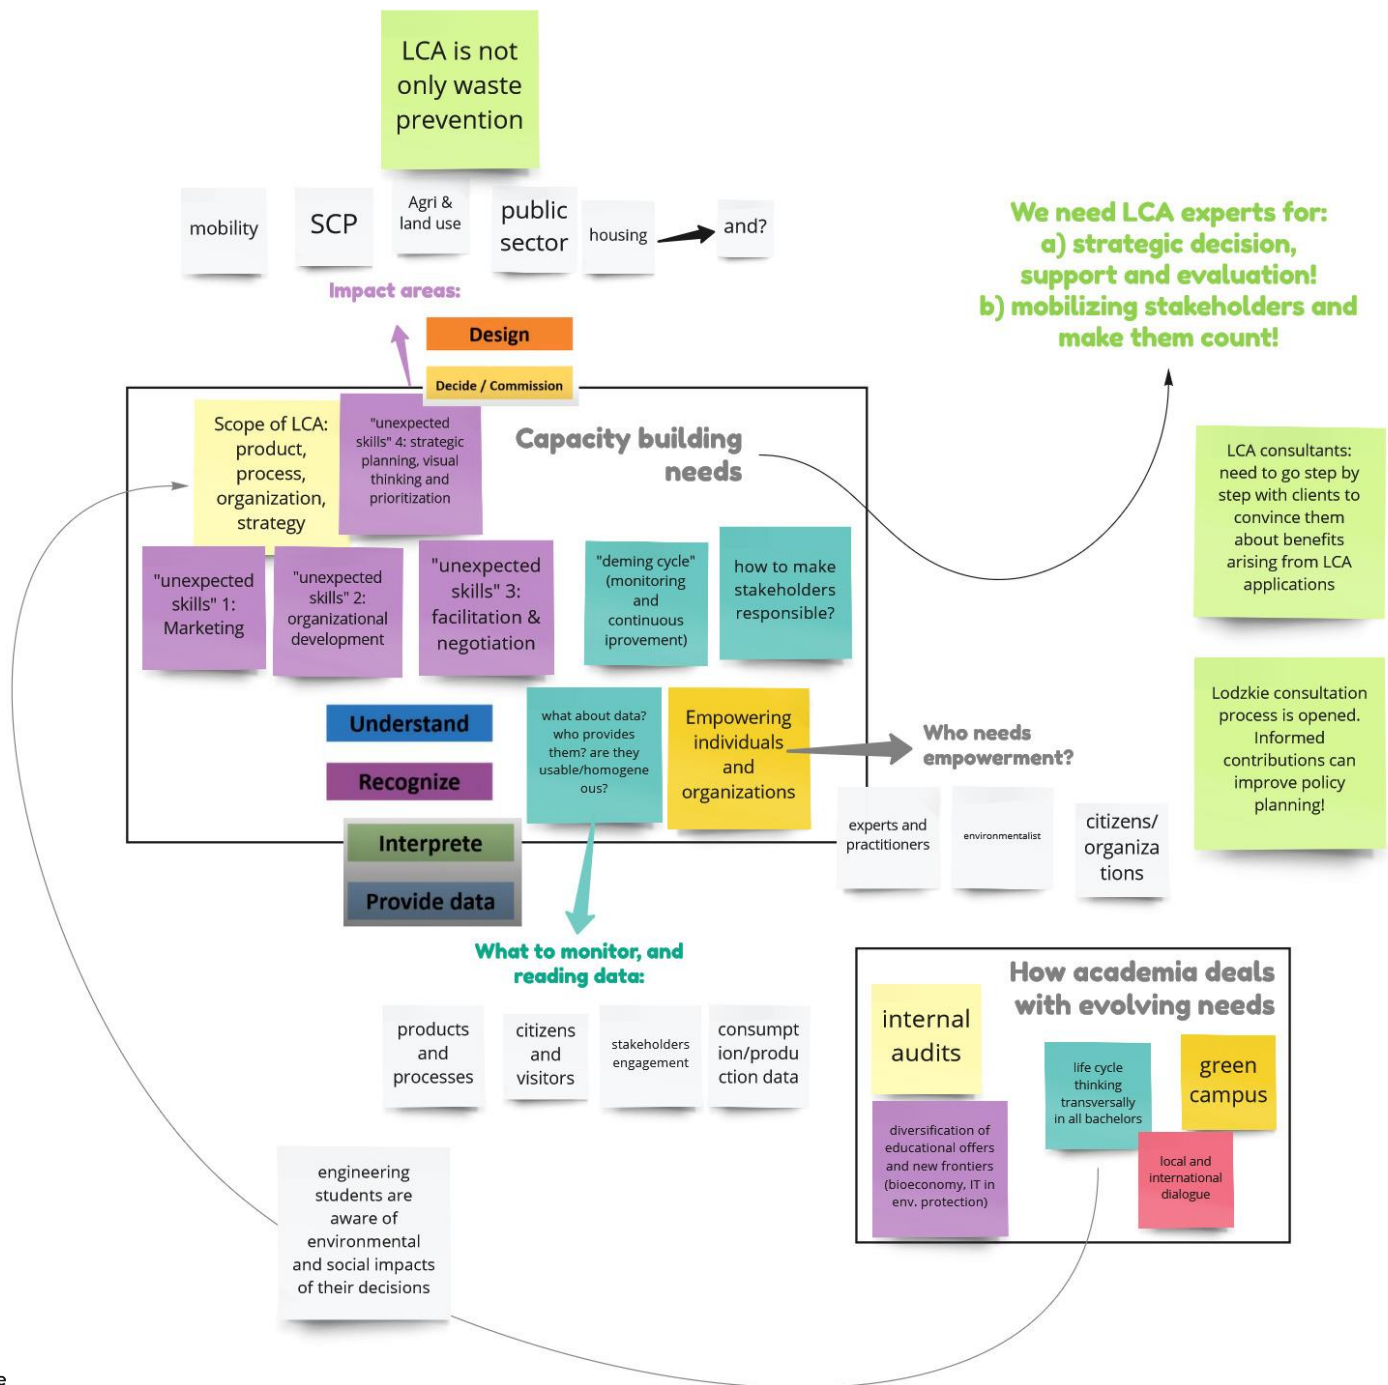 LCA is not
only waste
prevention
mobility
SCP
Agri &
land use
public
sector
housing
and?
Impact areas:
We need LCA experts for:
a) strategic decision,
support and evaluation!
b) mobilizing stakeholders and
make them count!
Design
Decide / Commission
Capacity building
needs
Scope of LCA:
product,
process,
organization,
strategy
"unexpected
skills" 4: strategic
planning, visual
thinking and
prioritization
"unexpected
skills" 1:
Marketing
"unexpected
skills" 2:
organizational
development
"unexpected
skills" 3:
facilitation &
negotiation
"deming cycle"
(monitoring
and
continuous
iprovement)
how to make
stakeholders
responsible?
LCA consultants:
need to go step by
step with clients to
convince them
about benefits
arising from LCA
applications
Understand
Recognize
Interprete
Provide data
what about data?
who provides
them? are they
usable/homogene
ous?
Empowering
individuals
and
organizations
Who needs
empowerment?
experts and
practitioners
environmentalist
citizens/
organiza
tions
Lodzkie consultation
process is opened.
Informed
contributions can
improve policy
planning!
What to monitor, and
reading data:
products
and
processes
citizens
and
visitors
stakeholders
engagement
consumpt
ion/produ
ction data
How academia deals
with evolving needs
internal
audits
life cycle
thinking
transversally
in all bachelors
green
campus
diversification of
educational offers
and new frontiers
(bioeconomy, IT in
env. protection)
local and
international
dialogue
engineering
students are
aware of
environmental
and social impacts
of their decisions
e